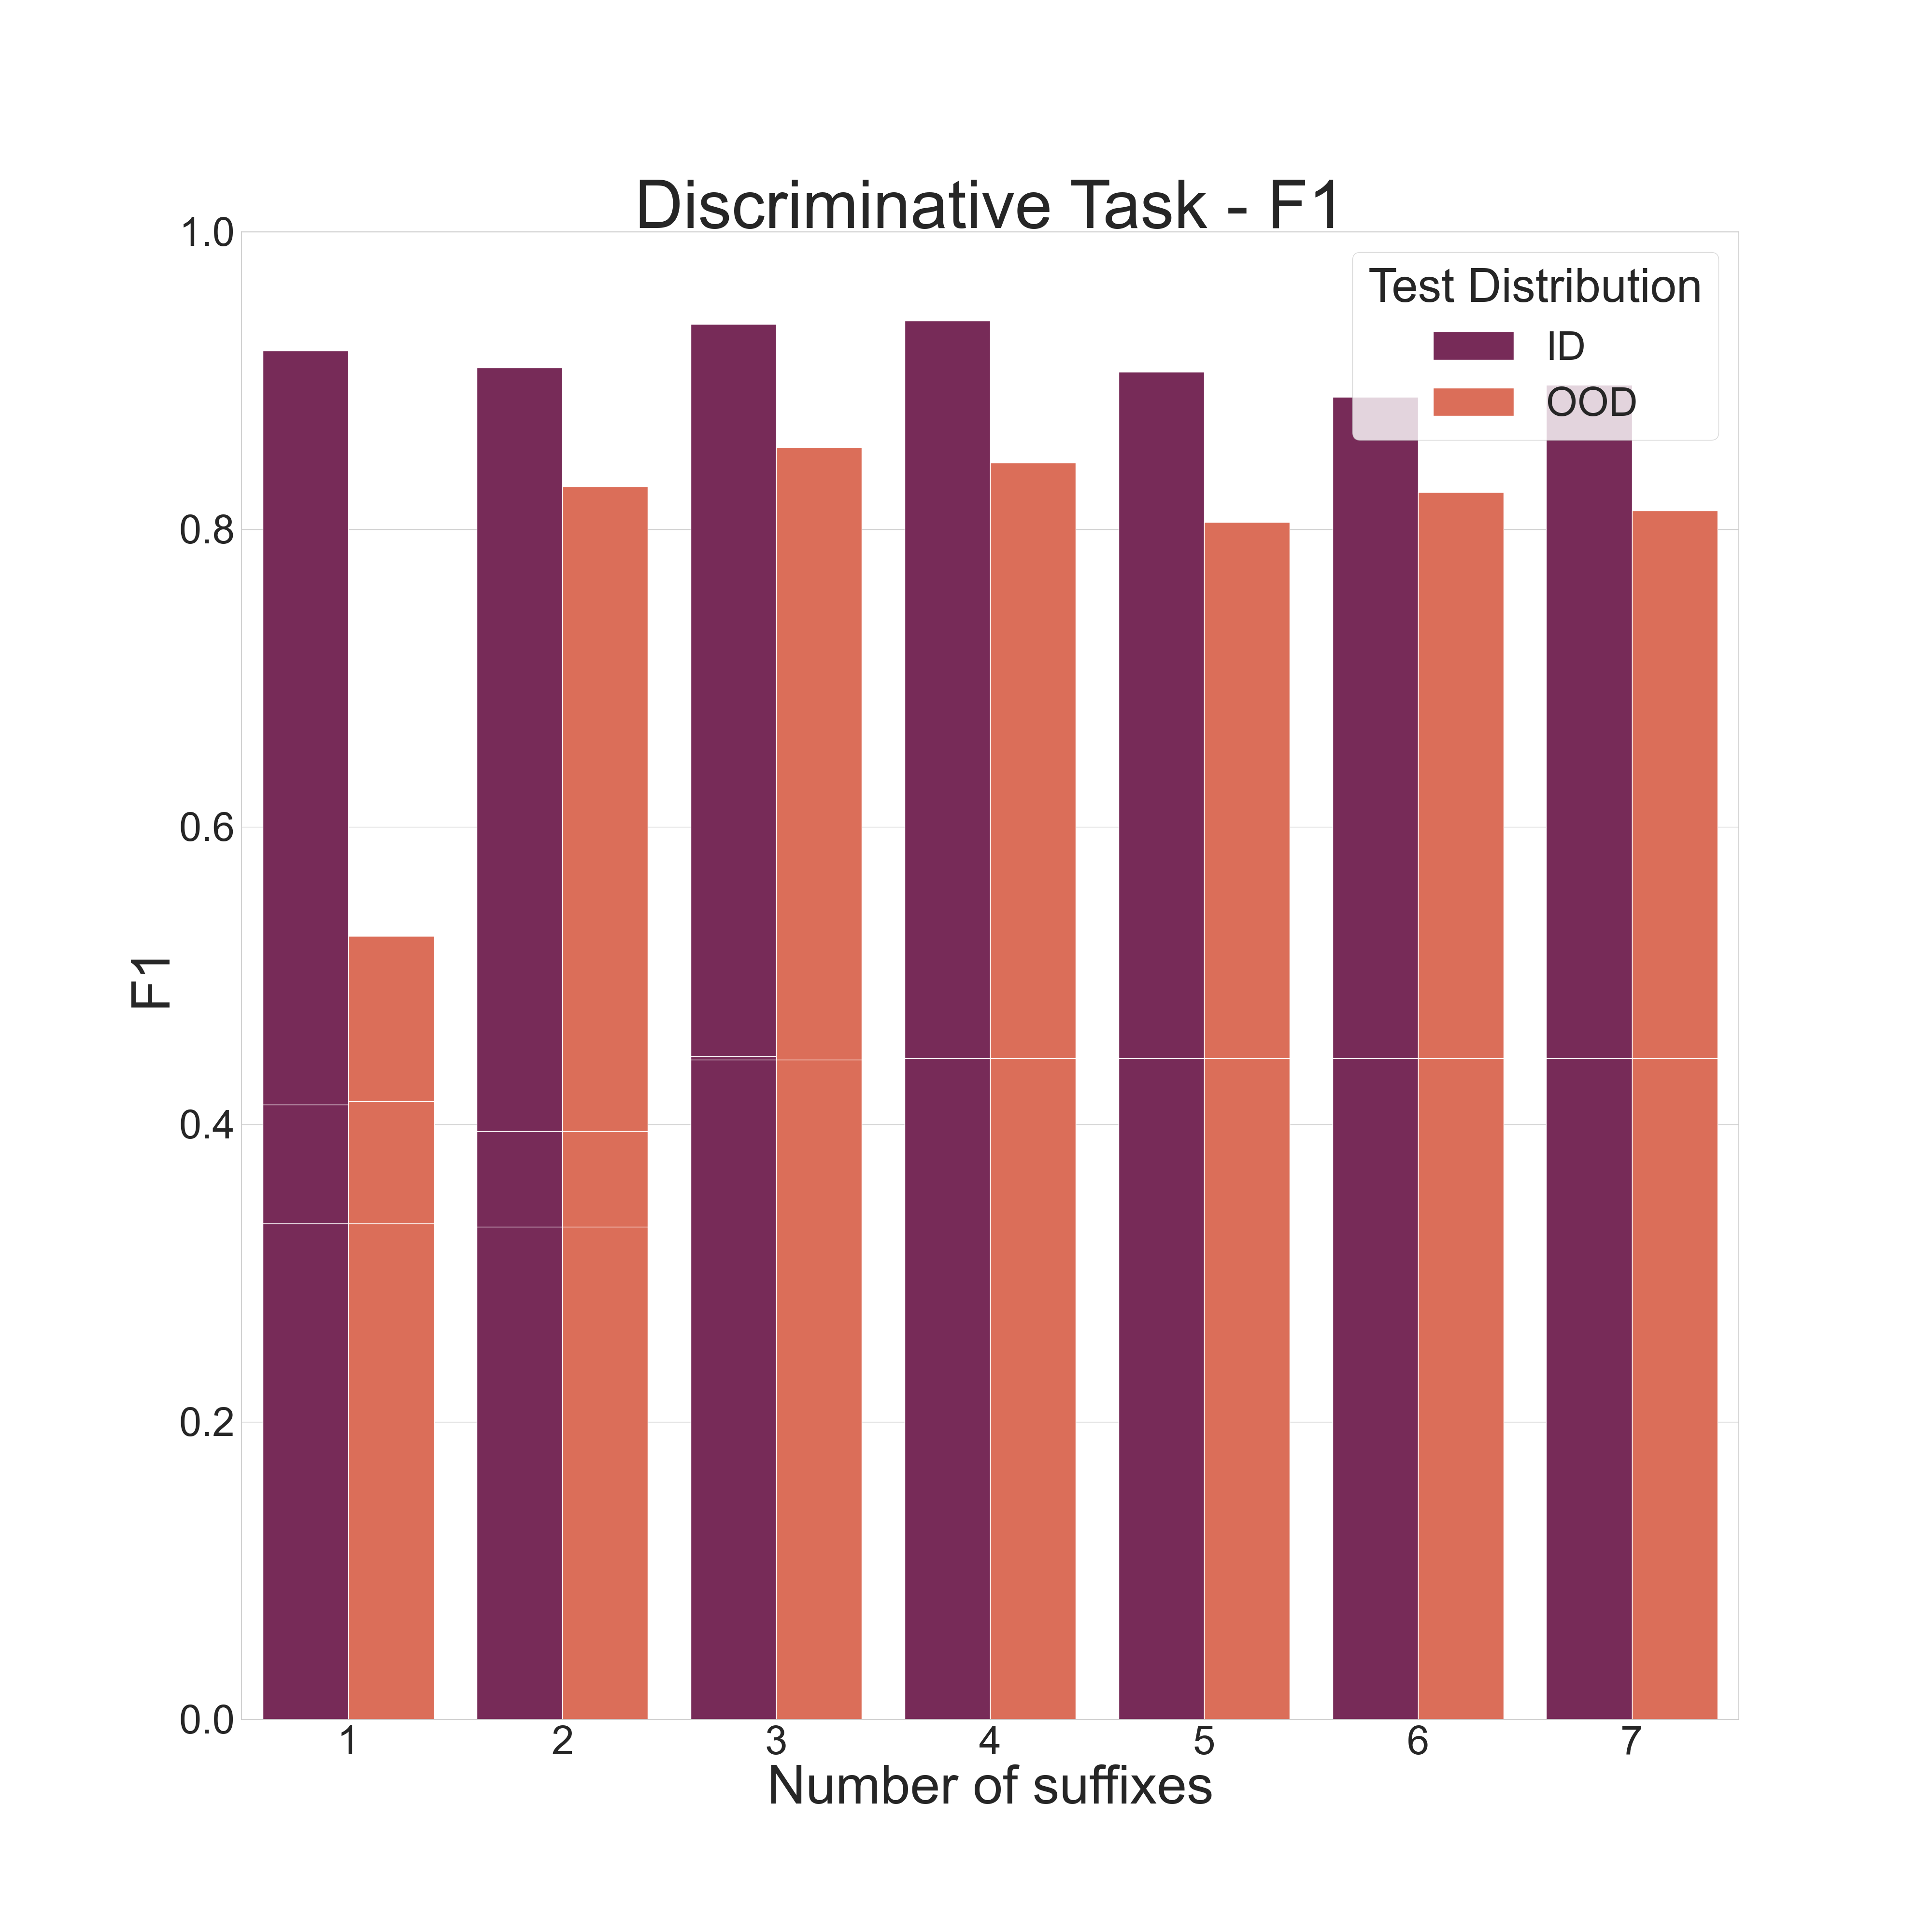 Discriminative Task - F1
1.0
0.8
0.6
0.4
0.2
0.0
F1
Test Distribution
ID
OOD
1 2 3 4 5 6 7
Number of suffixes